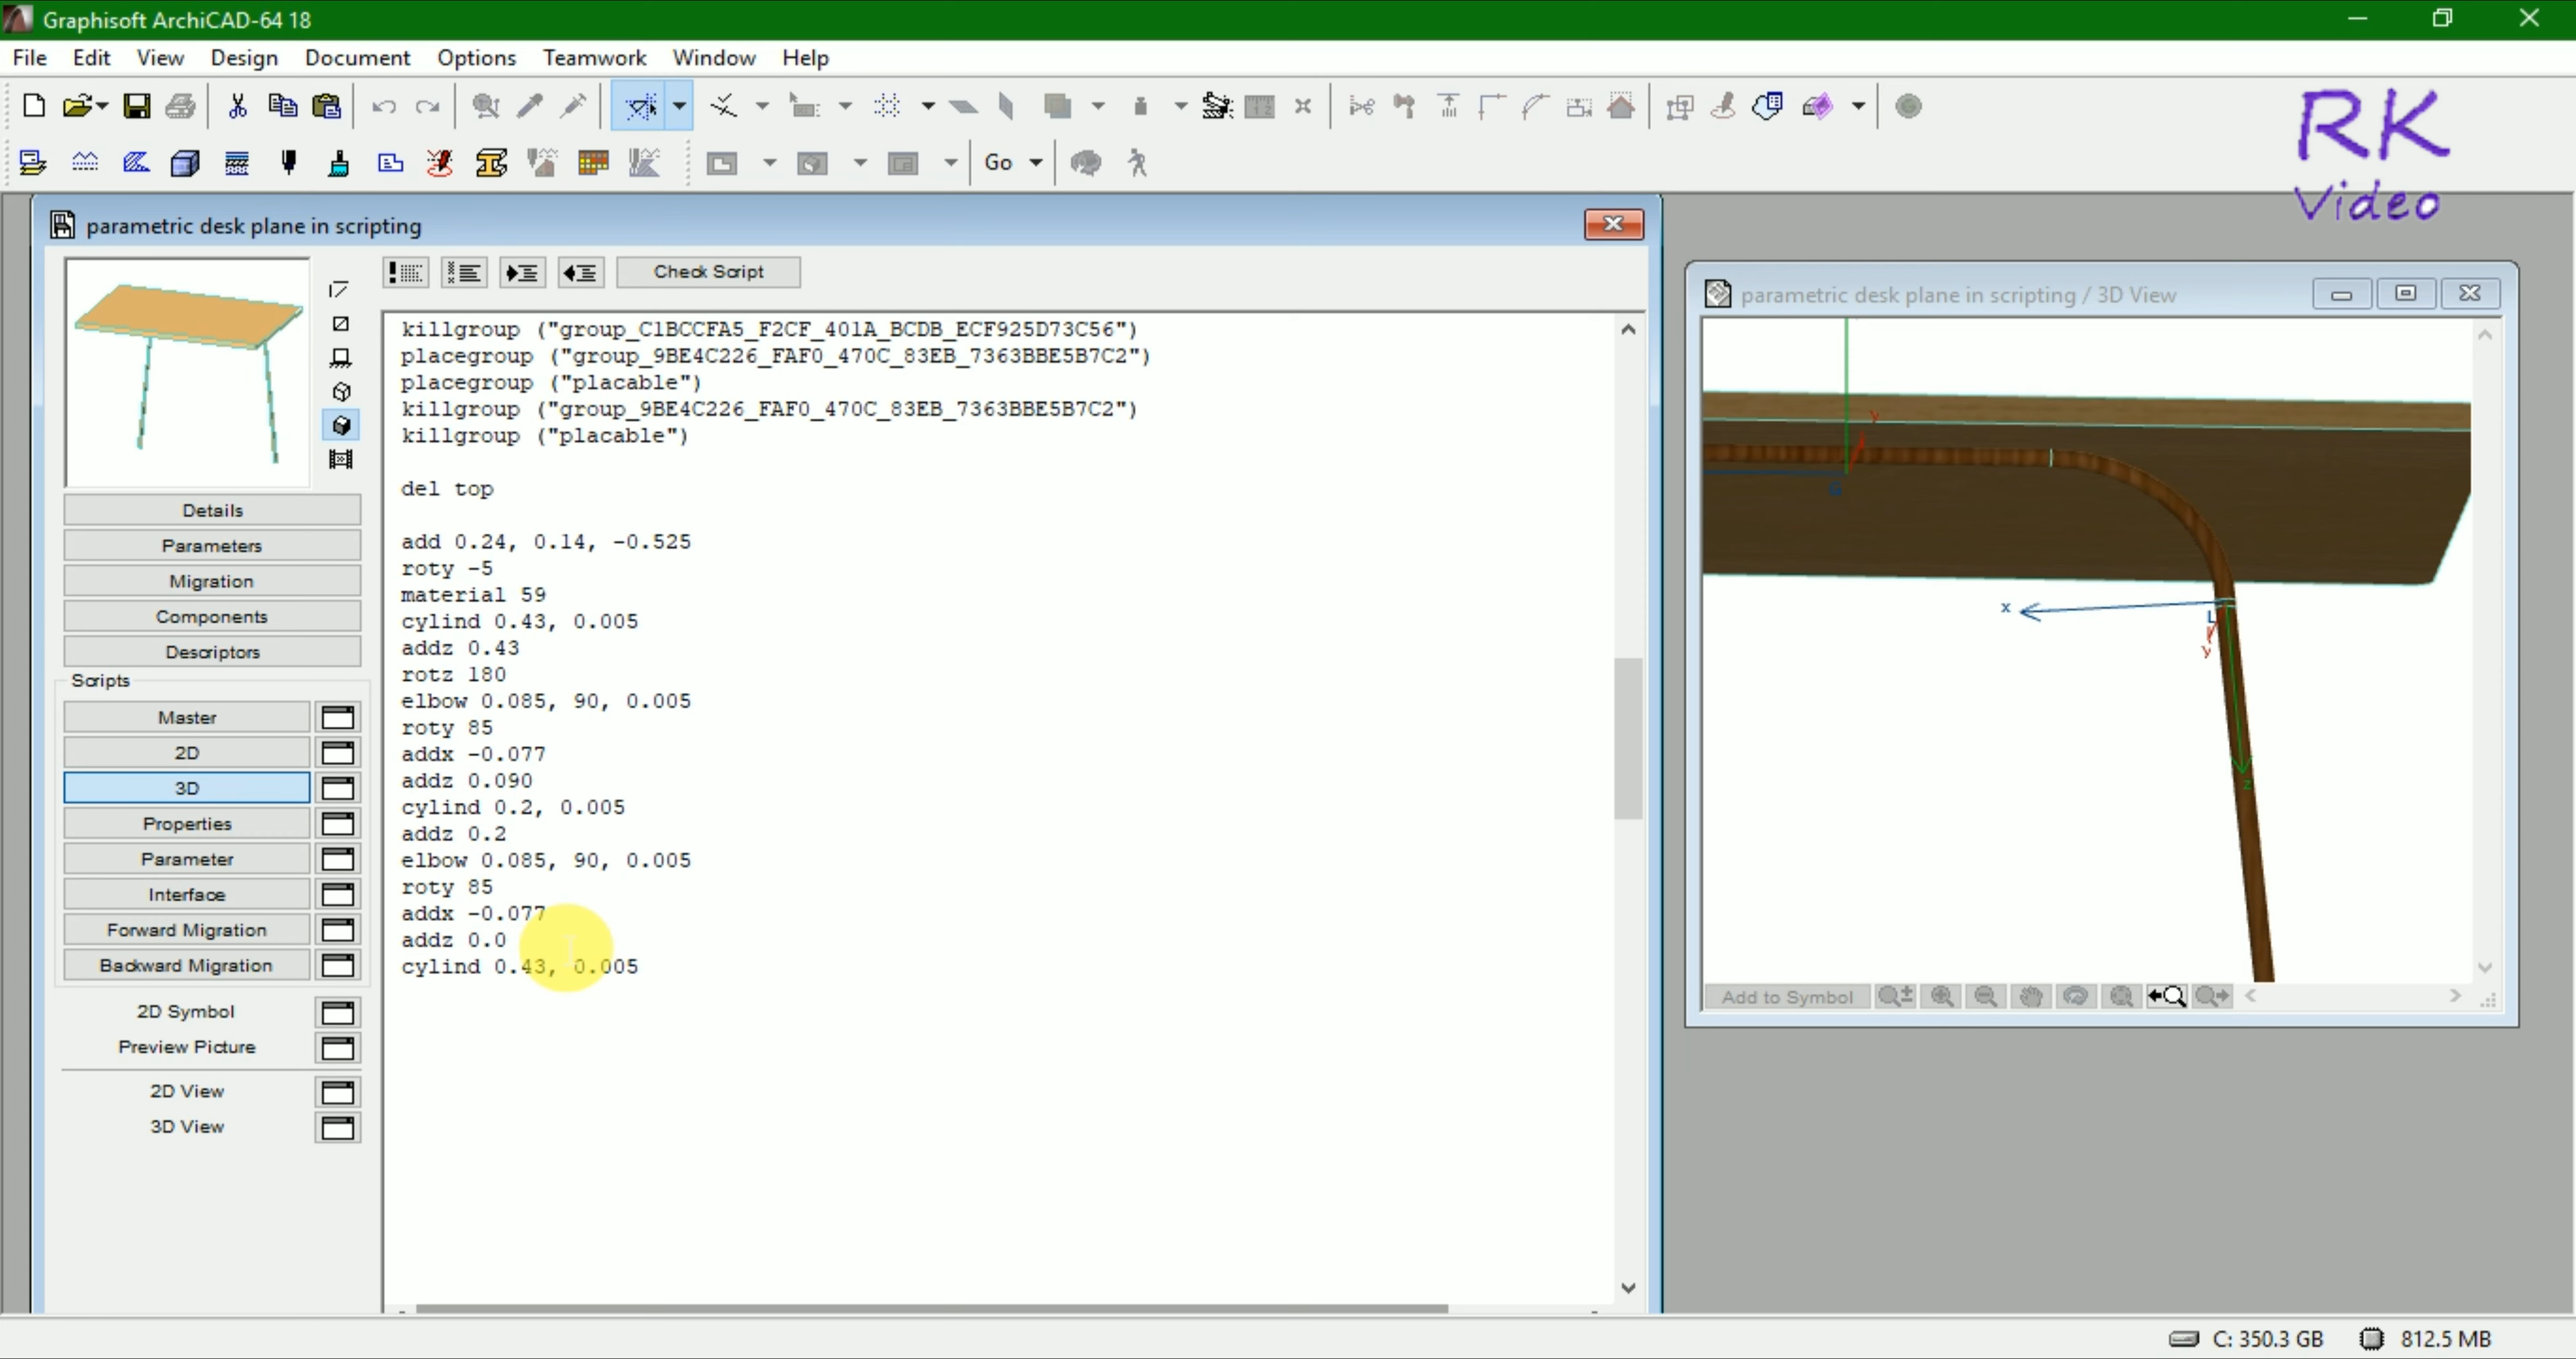 Graphisoft ArchiCAD-64 18
File Edit View Design Document Options Teamwork Window Help
RK
Video
Go
parametric desk plane in scripting
Check Script
Details
Parameters
Migration
Components
Descriptors
Scripts
Master
2D
3D
Properties
Parameter
Interface
Forward Migration
Backward Migration
2D Symbol
Preview Picture
2D View
3D View
killgroup ("group_C1BCCFA5_F2CF_401A_BCDB_ECF925D73C56")
placegroup ("group_9BE4C226_FAF0_470C_83EB_7363BBE5B7C2")
placegroup ("placable")
killgroup ("group_9BE4C226_FAF0_470C_83EB_7363BBE5B7C2")
killgroup ("placable")
del top
add 0.24, 0.14, -0.525
roty -5
material 59
cylind 0.43, 0.005
addz 0.43
rotz 180
elbow 0.085, 90, 0.005
roty 85
addx -0.077
addz 0.090
cylind 0.2, 0.005
addz 0.2
elbow 0.085, 90, 0.005
roty 85
addx -0.077
addz 0.0
cylind 0.43, 0.005
parametric desk plane in scripting / 3D View
y
G
x
L
y
z
Add to Symbol
C: 350.3 GB 812.5 MB